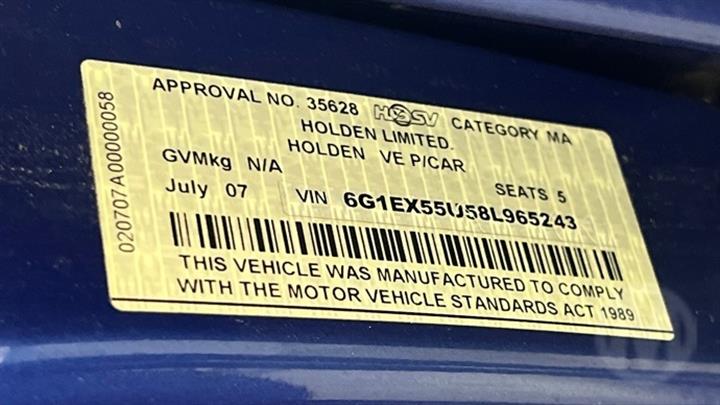 APPROVAL NO. 35628 HSV CATEGORY MA
HOLDEN LIMITED.
HOLDEN VE P/CAR
GVMkg N/A SEATS 5
July 07 VIN 6G1EX55U58L965243
THIS VEHICLE WAS MANUFACTURED TO COMPLY
WITH THE MOTOR VEHICLE STANDARDS ACT 1989
020707A00000058